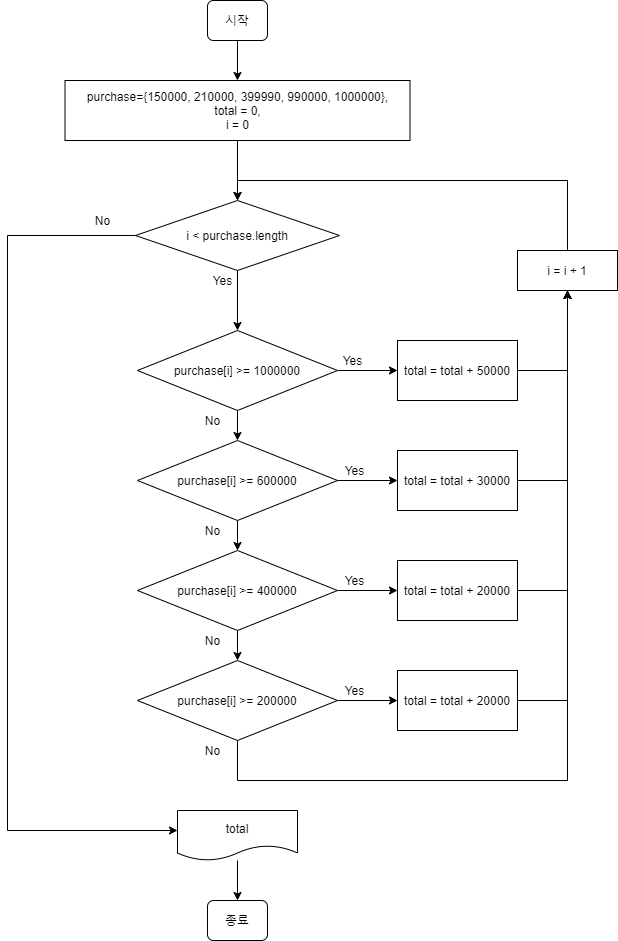 시작
purchase={150000, 210000, 399990, 990000, 1000000},
total = 0,
i = 0
No
i < purchase.length
Yes
i = i + 1
purchase[i] >= 1000000
Yes
total = total + 50000
No
purchase[i] >= 600000
Yes
total = total + 30000
No
purchase[i] >= 400000
Yes
total = total + 20000
No
purchase[i] >= 200000
Yes
total = total + 20000
No
total
종료